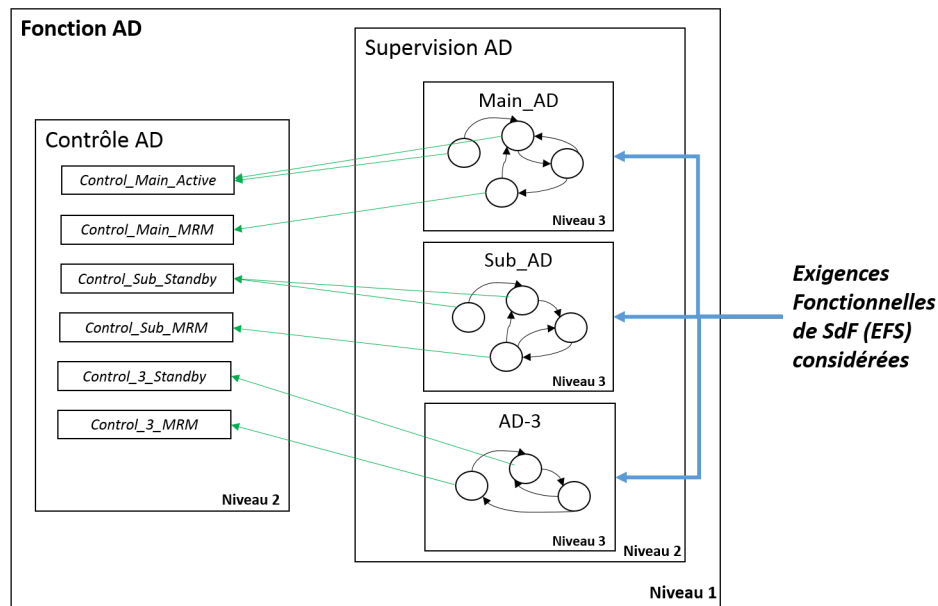 Fonction AD
Supervision AD
Main_AD
Niveau 3
Contrôle AD
Control_Main_Active
Control_Main_MRM
Control_Sub_Standby
Control_Sub_MRM
Control_3_Standby
Control_3_MRM
Niveau 2
Sub_AD
Niveau 3
AD-3
Niveau 3
Niveau 2
Niveau 1
Exigences
Fonctionnelles
de SdF (EFS)
considérées